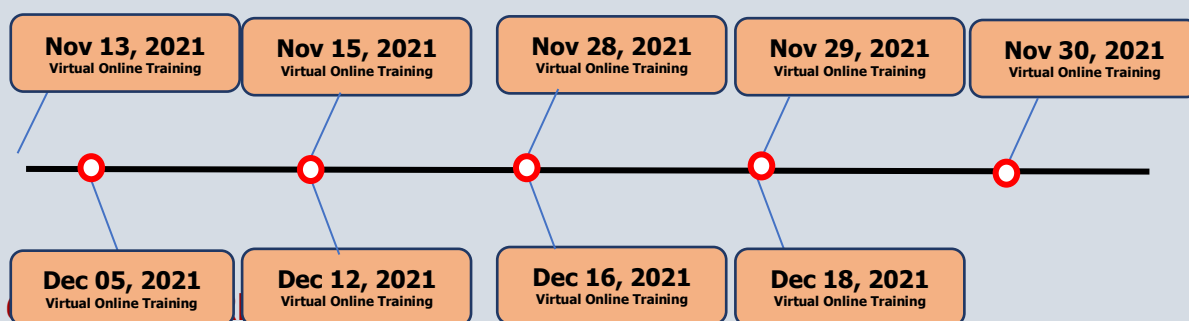 Nov 13, 2021
Virtual Online Training
Nov 15, 2021
Virtual Online Training
Nov 28, 2021
Virtual Online Training
Nov 29, 2021
Virtual Online Training
Nov 30, 2021
Virtual Online Training
Dec 05, 2021
Virtual Online Training
Dec 12, 2021
Virtual Online Training
Dec 16, 2021
Virtual Online Training
Dec 18, 2021
Virtual Online Training